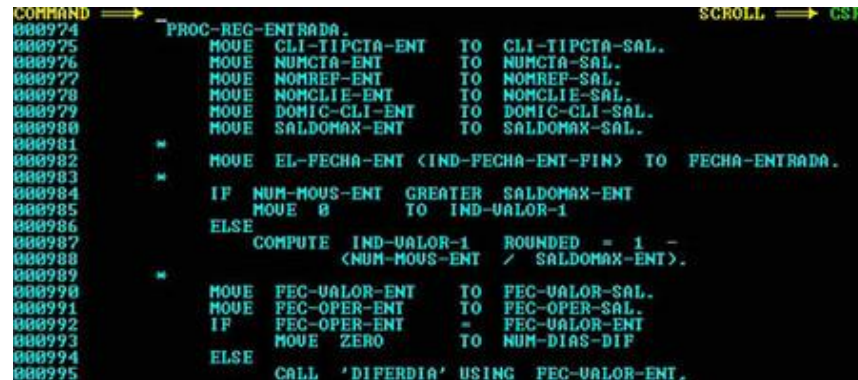 COMMAND ==> _ SCROLL ==> CSR
000974 PROC-REG-ENTRADA.
000975 MOVE CLI-TIPCTA-ENT TO CLI-TIPCTA-SAL.
000976 MOVE NUMCTA-ENT TO NUMCTA-SAL.
000977 MOVE NOMREF-ENT TO NOMREF-SAL.
000978 MOVE NOMCLIE-ENT TO NOMCLIE-SAL.
000979 MOVE DOMIC-CLI-ENT TO DOMIC-CLI-SAL.
000980 MOVE SALDOMAX-ENT TO SALDOMAX-SAL.
000981 *
000982 MOVE EL-FECHA-ENT (IND-FECHA-ENT-FIN) TO FECHA-ENTRADA.
000983 *
000984 IF NUM-MOVS-ENT GREATER SALDOMAX-ENT
000985 MOVE 0 TO IND-VALOR-1
000986 ELSE
000987 COMPUTE IND-VALOR-1 ROUNDED = 1 -
000988 (NUM-MOVS-ENT / SALDOMAX-ENT).
000989 *
000990 MOVE FEC-VALOR-ENT TO FEC-VALOR-SAL.
000991 MOVE FEC-OPER-ENT TO FEC-OPER-SAL.
000992 IF FEC-OPER-ENT = FEC-VALOR-ENT
000993 MOVE ZERO TO NUM-DIAS-DIF
000994 ELSE
000995 CALL 'DIFERDIA' USING FEC-VALOR-ENT,